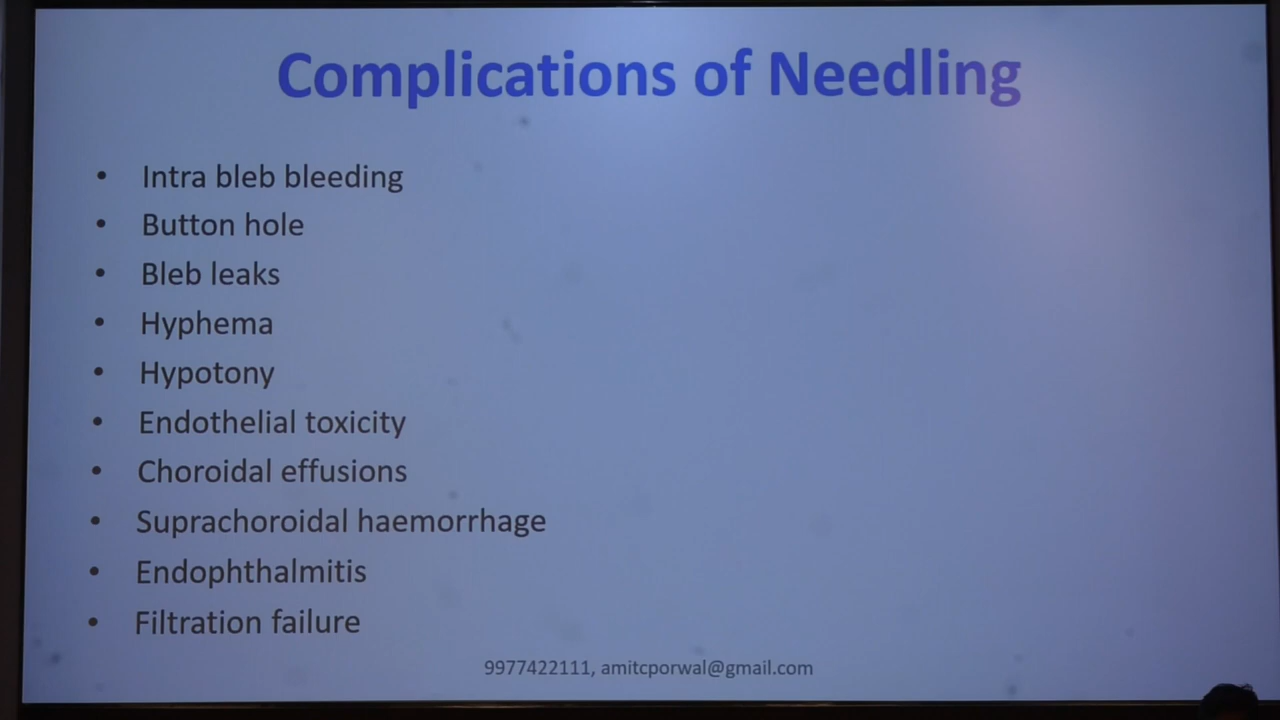 Complications of Needling
• Intra bleb bleeding
• Button hole
• Bleb leaks
• Hyphema
• Hypotony
• Endothelial toxicity
• Choroidal effusions
• Suprachoroidal haemorrhage
• Endophthalmitis
• Filtration failure
9977422111, amitcporwal@gmail.com